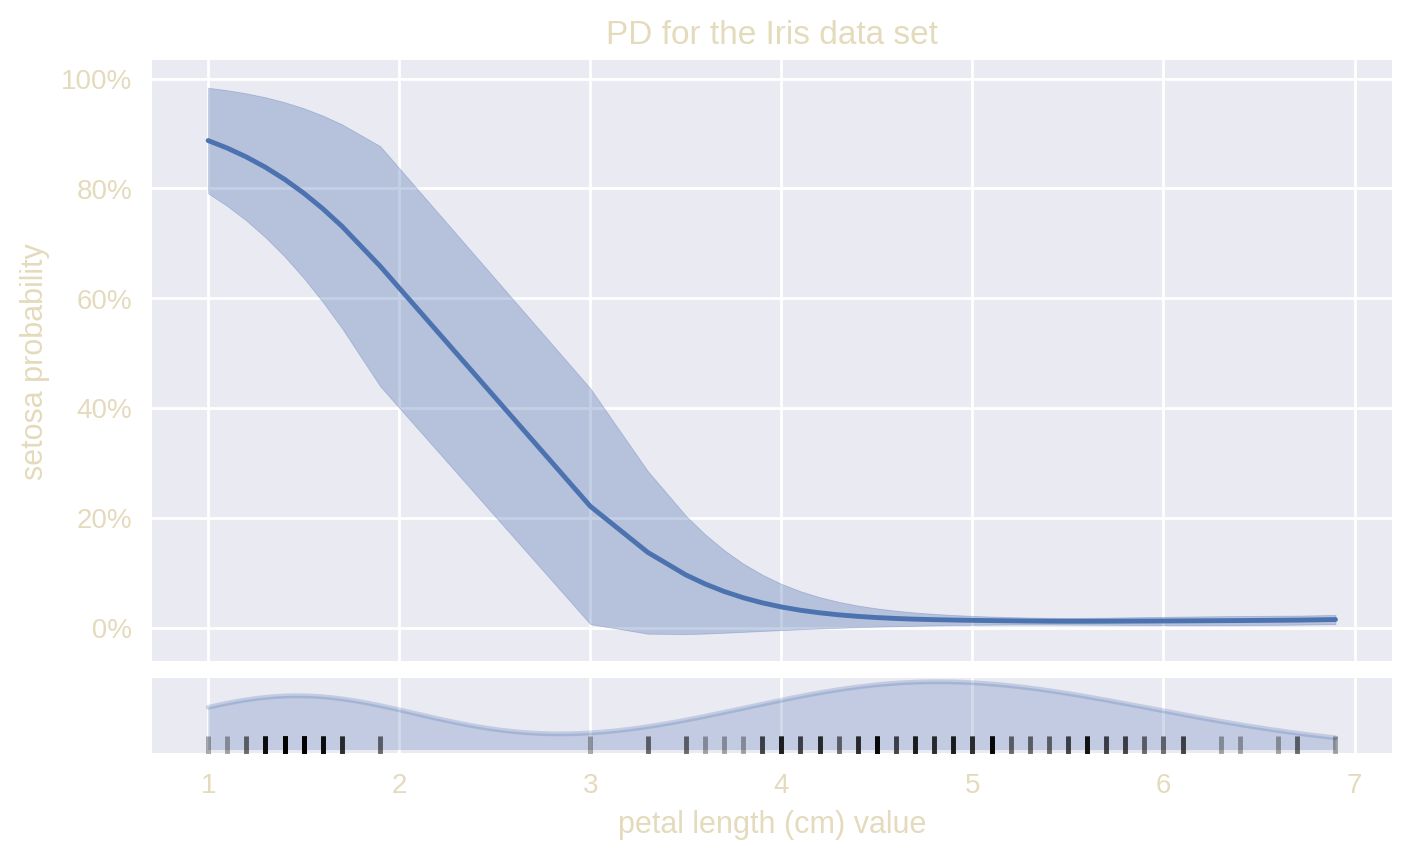 PD for the Iris data set
100%
80%
60%
40%
20%
0%
setosa probability
1 2 3 4 5 6 7
petal length (cm) value